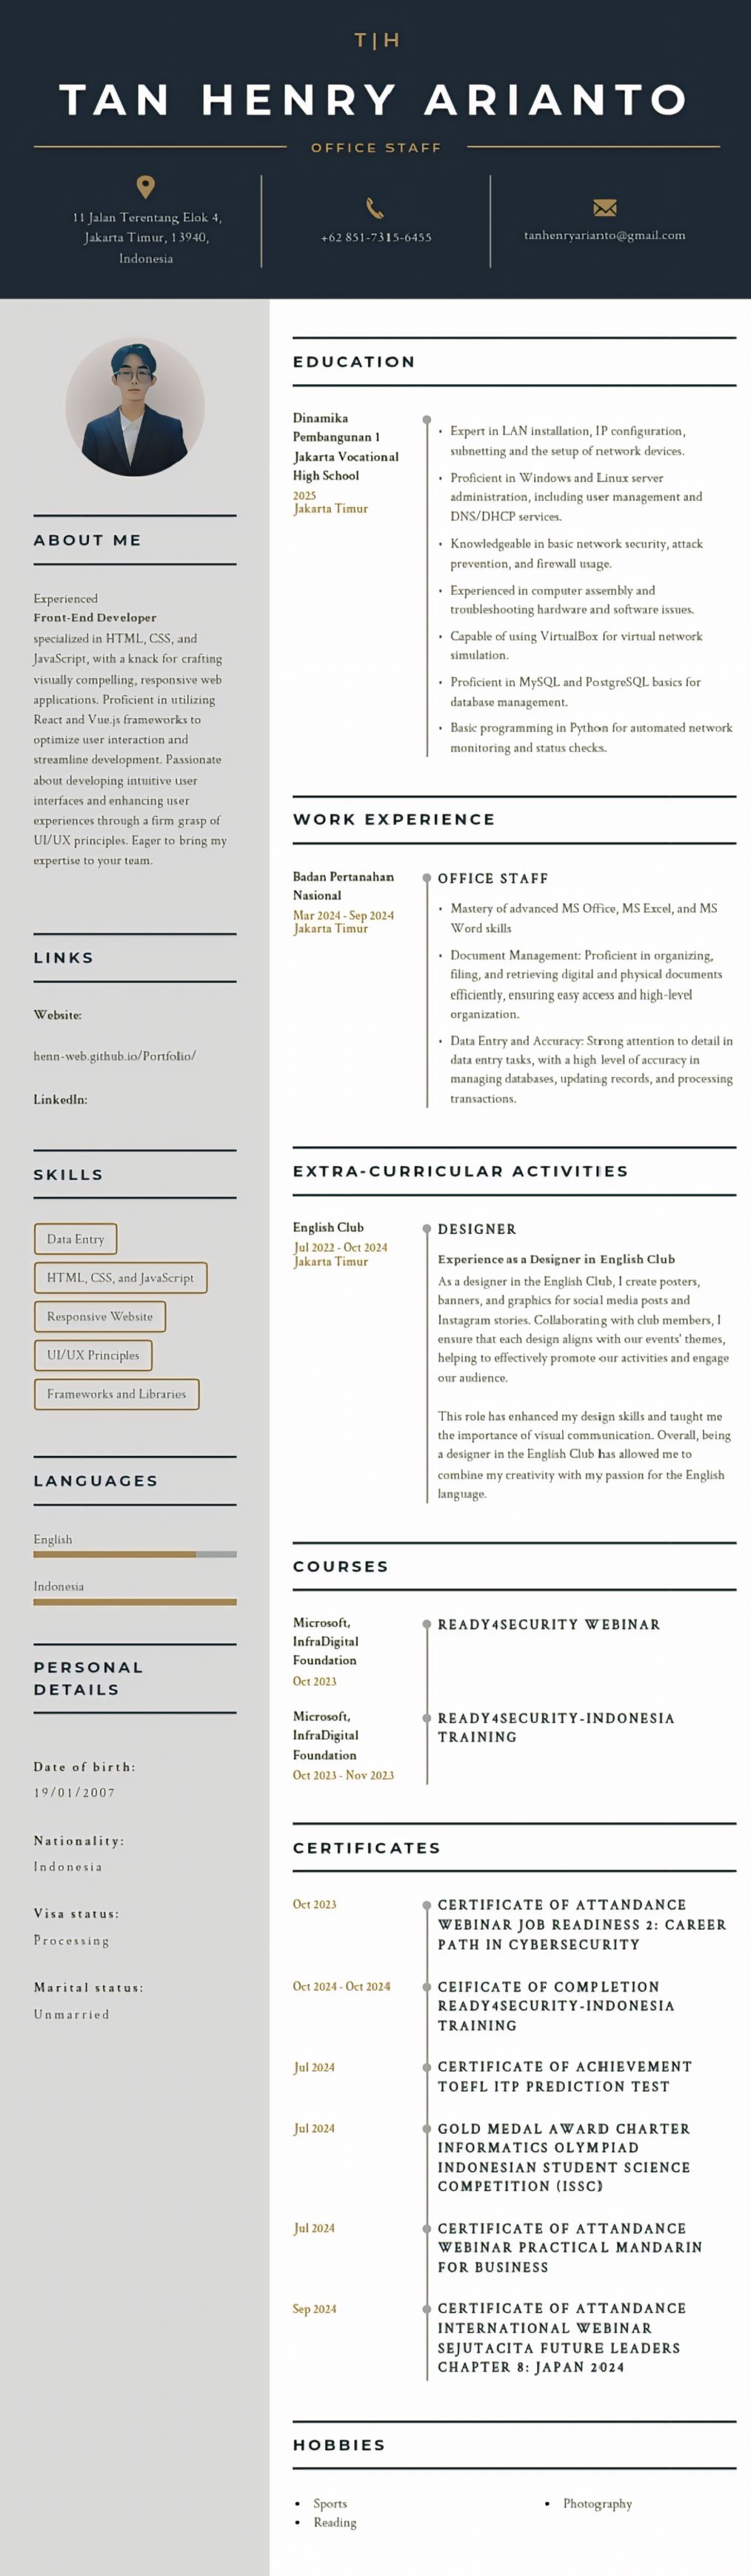 T|H
TAN HENRY ARIANTO
OFFICE STAFF
11 Jalan Terentang Elok 4,
Jakarta Timur, 13940,
Indonesia
+62 851-7315-6455
tanhenryarianto@gmail.com
ABOUT ME
Experienced
Front-End Developer
specialized in HTML, CSS, and
JavaScript, with a knack for crafting
visually compelling, responsive web
applications. Proficient in utilizing
React and Vue.js frameworks to
optimize user interaction and
streamline development. Passionate
about developing intuitive user
interfaces and enhancing user
experiences through a firm grasp of
UI/UX principles. Eager to bring my
expertise to your team.
LINKS
Website:
henn-web.github.io/Portfolio/
LinkedIn:
SKILLS
Data Entry
HTML, CSS, and JavaScript
Responsive Website
UI/UX Principles
Frameworks and Libraries
LANGUAGES
English
Indonesia
PERSONAL
DETAILS
Date of birth:
19/01/2007
Nationality:
Indonesia
Visa status:
Processing
Marital status:
Unmarried
EDUCATION
Dinamika
Pembangunan 1
Jakarta Vocational
High School
2025
Jakarta Timur
• Expert in LAN installation, IP configuration,
subnetting and the setup of network devices.
• Proficient in Windows and Linux server
administration, including user management and
DNS/DHCP services.
• Knowledgeable in basic network security, attack
prevention, and firewall usage.
• Experienced in computer assembly and
troubleshooting hardware and software issues.
• Capable of using VirtualBox for virtual network
simulation.
• Proficient in MySQL and PostgreSQL basics for
database management.
• Basic programming in Python for automated network
monitoring and status checks.
WORK EXPERIENCE
Badan Pertanahan
Nasional
Mar 2024 - Sep 2024
Jakarta Timur
OFFICE STAFF
• Mastery of advanced MS Office, MS Excel, and MS
Word skills
• Document Management: Proficient in organizing,
filing, and retrieving digital and physical documents
efficiently, ensuring easy access and high-level
organization.
• Data Entry and Accuracy: Strong attention to detail in
data entry tasks, with a high level of accuracy in
managing databases, updating records, and processing
transactions.
EXTRA-CURRICULAR ACTIVITIES
English Club
Jul 2022 - Oct 2024
Jakarta Timur
DESIGNER
Experience as a Designer in English Club
As a designer in the English Club, I create posters,
banners, and graphics for social media posts and
Instagram stories. Collaborating with club members, I
ensure that each design aligns with our events' themes,
helping to effectively promote our activities and engage
our audience.
This role has enhanced my design skills and taught me
the importance of visual communication. Overall, being
a designer in the English Club has allowed me to
combine my creativity with my passion for the English
language.
COURSES
Microsoft,
InfraDigital
Foundation
Oct 2023
READY4SECURITY WEBINAR
Microsoft,
InfraDigital
Foundation
Oct 2023 - Nov 2023
READY4SECURITY-INDONESIA
TRAINING
CERTIFICATES
Oct 2023
CERTIFICATE OF ATTANDANCE
WEBINAR JOB READINESS 2: CAREER
PATH IN CYBERSECURITY
Oct 2024 - Oct 2024
CEIFICATE OF COMPLETION
READY4SECURITY-INDONESIA
TRAINING
Jul 2024
CERTIFICATE OF ACHIEVEMENT
TOEFL ITP PREDICTION TEST
Jul 2024
GOLD MEDAL AWARD CHARTER
INFORMATICS OLYMPIAD
INDONESIAN STUDENT SCIENCE
COMPETITION (ISSC)
Jul 2024
CERTIFICATE OF ATTANDANCE
WEBINAR PRACTICAL MANDARIN
FOR BUSINESS
Sep 2024
CERTIFICATE OF ATTANDANCE
INTERNATIONAL WEBINAR
SEJUTACITA FUTURE LEADERS
CHAPTER 8: JAPAN 2024
HOBBIES
• Sports
• Photography
• Reading